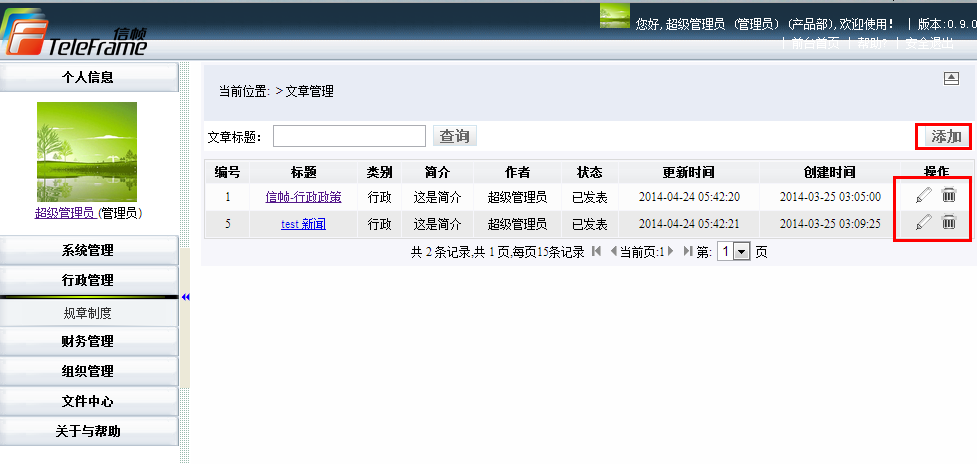 信帧
TeleFrame
您好, 超级管理员 (管理员) (产品部), 欢迎使用! | 版本:0.9.0
| 前台首页 | 帮助? | 安全退出
个人信息
超级管理员 (管理员)
系统管理
行政管理
规章制度
财务管理
组织管理
文件中心
关于与帮助
当前位置: >文章管理
文章标题: 查询 添加
编号 标题 类别 简介 作者 状态 更新时间 创建时间 操作
1 信帧-行政政策 行政 这是简介 超级管理员 已发表 2014-04-24 05:42:20 2014-03-25 03:05:00
5 test 新闻 行政 这是简介 超级管理员 已发表 2014-04-24 05:42:21 2014-03-25 03:09:25
共 2 条记录,共 1 页,每页15条记录 当前页:1 第: 1 页